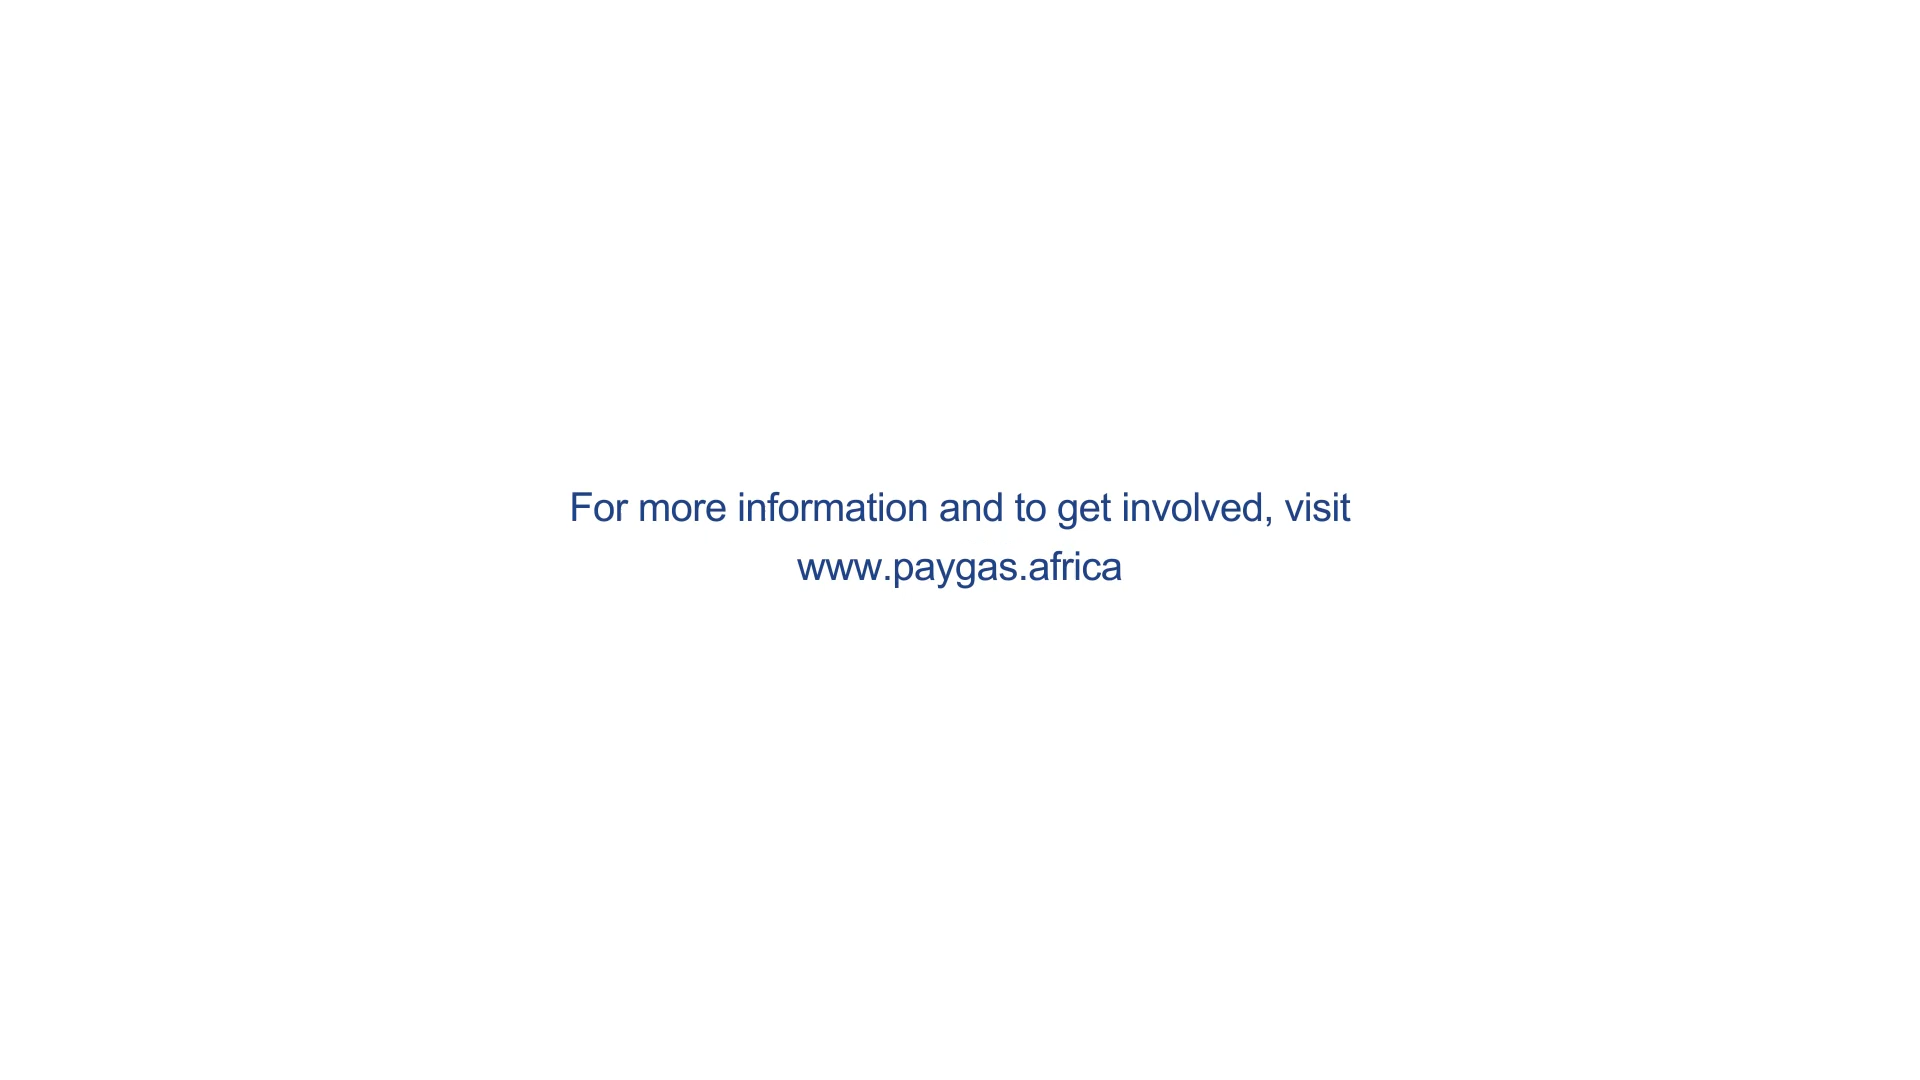 For more information and to get involved, visit
www.paygas.africa